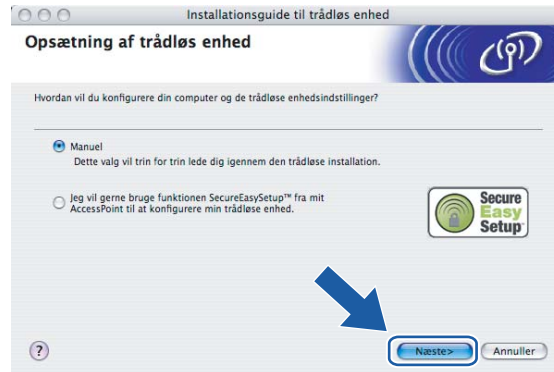 Installationsguide til trådløs enhed
Opsætning af trådløs enhed
Hvordan vil du konfigurere din computer og de trådløse enhedsindstillinger?
Manuel
Dette valg vil trin for trin lede dig igennem den trådløse installation.
Jeg vil gerne bruge funktionen SecureEasySetup™ fra mit
AccessPoint til at konfigurere min trådløse enhed.
Secure
Easy
Setup
?
Næste>
Annuller